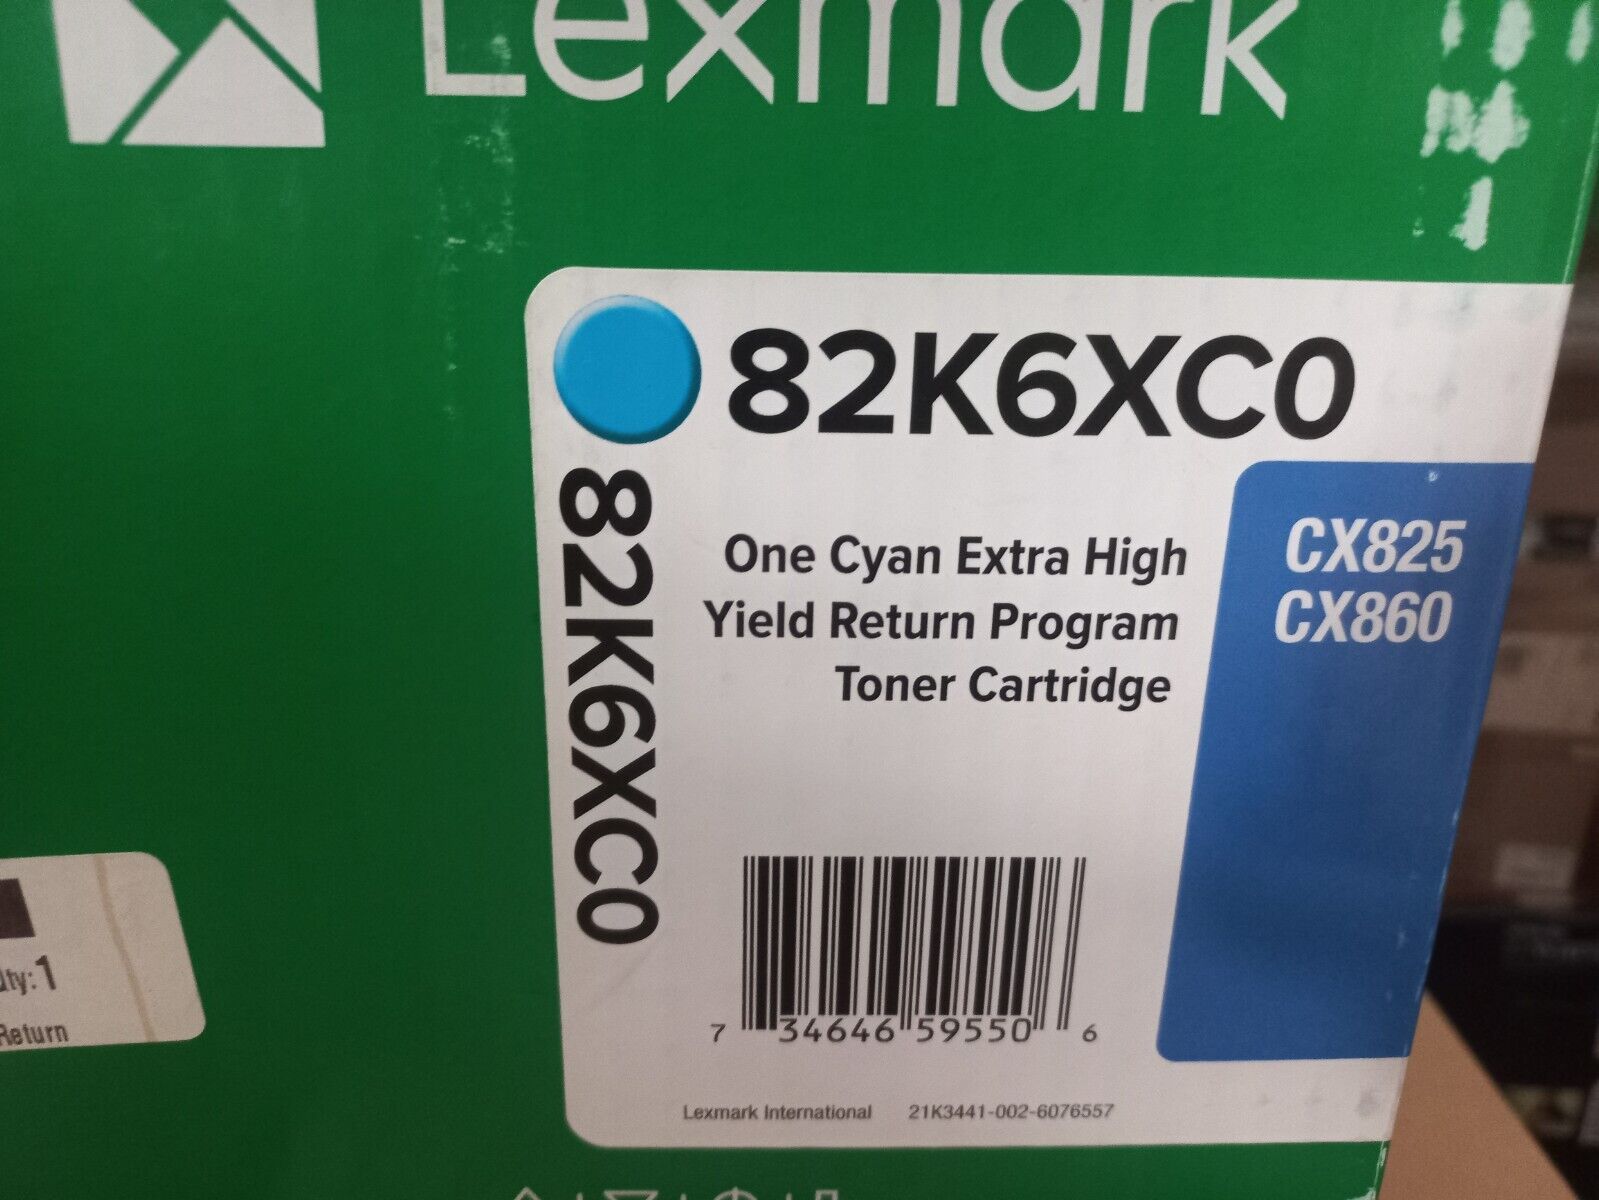 Lexmark
82K6XC0
82K6XC0
One Cyan Extra High
Yield Return Program
Toner Cartridge
CX825
CX860
7 34646 59550 6
Lexmark International 21K3441-002-6076557
Qty: 1
Return